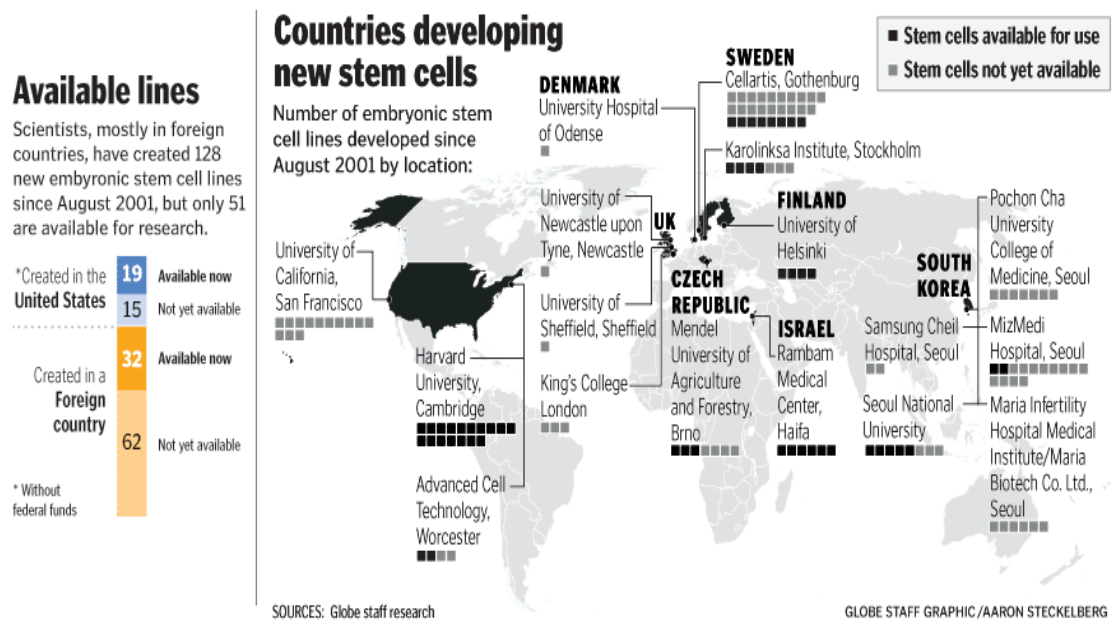 Available lines
Scientists, mostly in foreign
countries, have created 128
new embyronic stem cell lines
since August 2001, but only 51
are available for research.
*Created in the
United States
19
Available now
15
Not yet available
32
Available now
Created in a
Foreign
country
62
Not yet available
* Without
federal funds
Countries developing
new stem cells
Number of embryonic stem
cell lines developed since
August 2001 by location:
Stem cells available for use
Stem cells not yet available
University of
California,
San Francisco
Harvard
University,
Cambridge
Advanced Cell
Technology,
Worcester
DENMARK
University Hospital
of Odense
SWEDEN
Cellartis, Gothenburg
Karolinksa Institute, Stockholm
UK
University of
Newcastle upon
Tyne, Newcastle
University of
Sheffield, Sheffield
King's College
London
FINLAND
University of
Helsinki
CZECH
REPUBLIC
Mendel
University of
Agriculture
and Forestry,
Brno
ISRAEL
Rambam
Medical
Center,
Haifa
SOUTH
KOREA
Pochon Cha
University
College of
Medicine, Seoul
Samsung Cheil
Hospital, Seoul
MizMedi
Hospital, Seoul
Seoul National
University
Maria Infertility
Hospital Medical
Institute/Maria
Biotech Co. Ltd.,
Seoul
SOURCES: Globe staff research
GLOBE STAFF GRAPHIC/AARON STECKELBERG